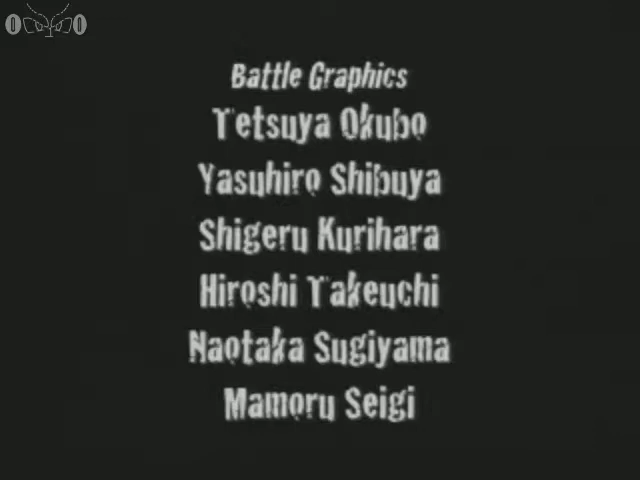 Battle Graphics
Tetsuya Okubo
Yasuhiro Shibuya
Shigeru Kurihara
Hiroshi Takeuchi
Naotaka Sugiyama
Mamoru Seigi